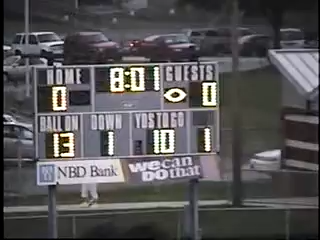 HOME 8:01 GUESTS
0 0
BALL ON DOWN YDS TO GO
13 1 10 1
NBD Bank we can do that